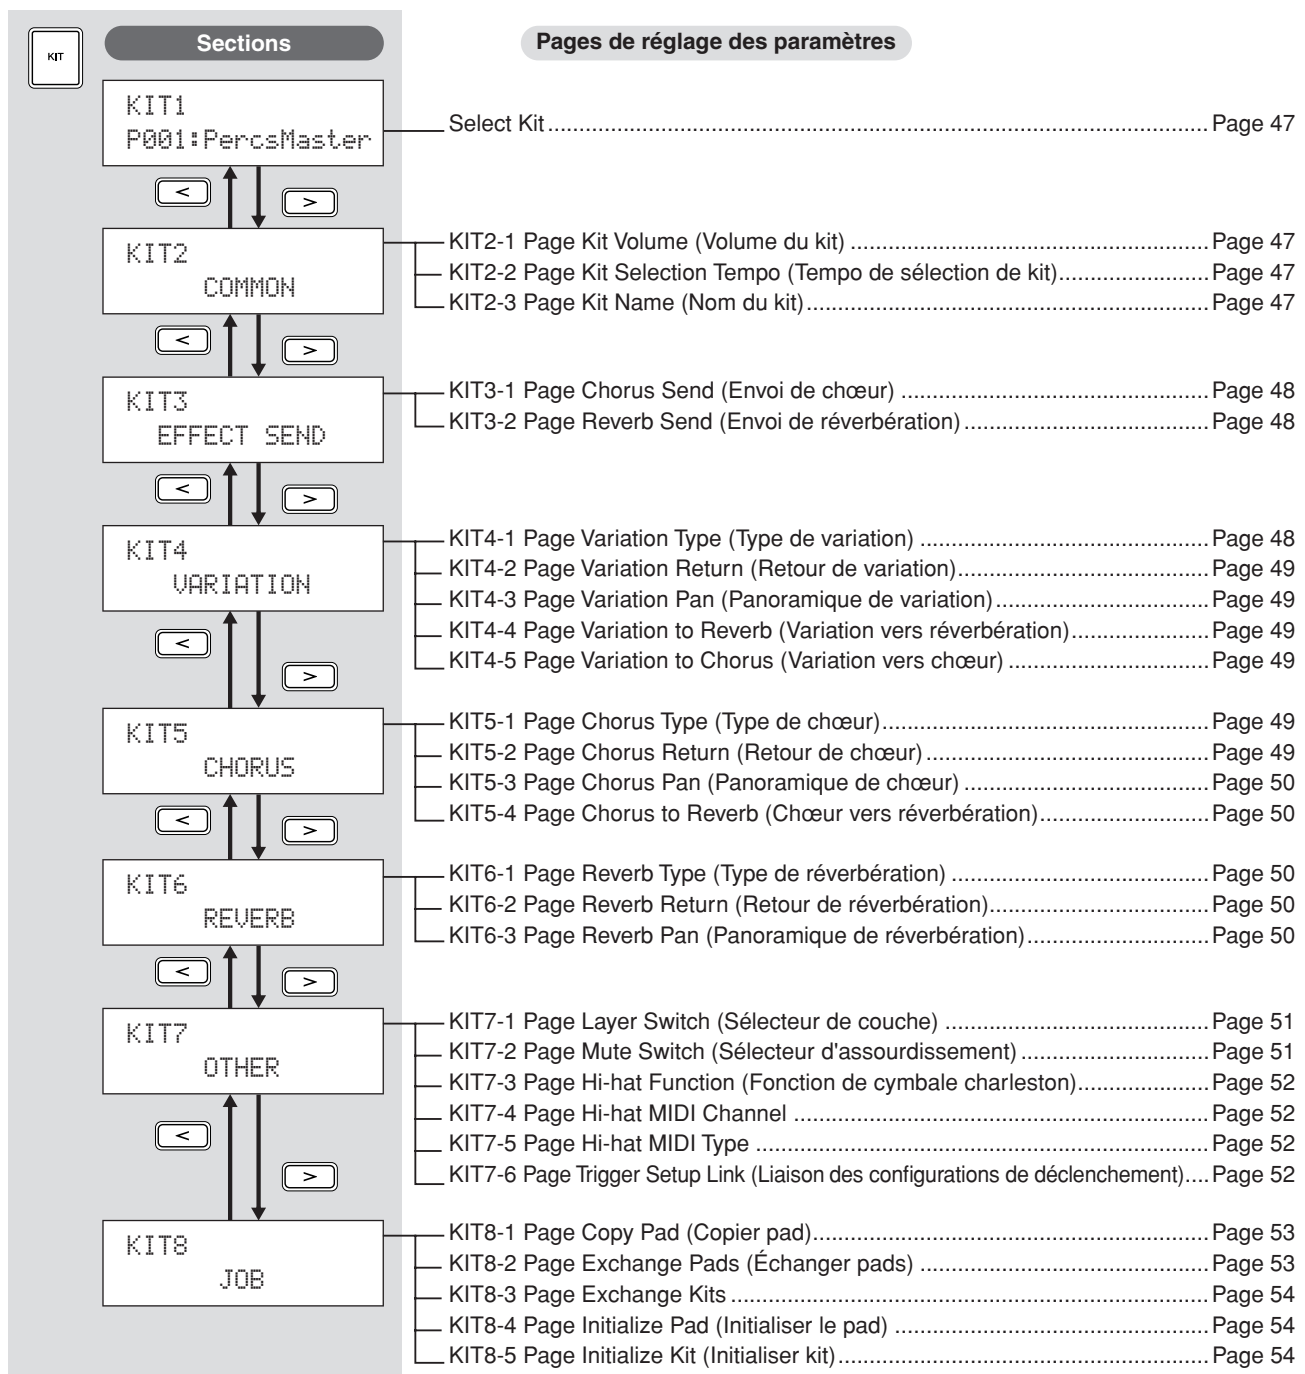 KIT
Sections
Pages de réglage des paramètres
KIT1
P001:PercsMaster
Select Kit..........Page 47
<
>
KIT2
COMMON
KIT2-1 Page Kit Volume (Volume du kit) ..........Page 47
KIT2-2 Page Kit Selection Tempo (Tempo de sélection de kit)..........Page 47
KIT2-3 Page Kit Name (Nom du kit)..........Page 47
<
>
KIT3
EFFECT SEND
KIT3-1 Page Chorus Send (Envoi de chœur) ..........Page 48
KIT3-2 Page Reverb Send (Envoi de réverbération)..........Page 48
<
>
KIT4
VARIATION
KIT4-1 Page Variation Type (Type de variation) ..........Page 48
KIT4-2 Page Variation Return (Retour de variation)..........Page 49
KIT4-3 Page Variation Pan (Panoramique de variation)..........Page 49
KIT4-4 Page Variation to Reverb (Variation vers réverbération)..........Page 49
KIT4-5 Page Variation to Chorus (Variation vers chœur) ..........Page 49
<
>
KIT5
CHORUS
KIT5-1 Page Chorus Type (Type de chœur)..........Page 49
KIT5-2 Page Chorus Return (Retour de chœur)..........Page 49
KIT5-3 Page Chorus Pan (Panoramique de chœur) ..........Page 50
KIT5-4 Page Chorus to Reverb (Chœur vers réverbération)..........Page 50
<
>
KIT6
REVERB
KIT6-1 Page Reverb Type (Type de réverbération) ..........Page 50
KIT6-2 Page Reverb Return (Retour de réverbération)..........Page 50
KIT6-3 Page Reverb Pan (Panoramique de réverbération)..........Page 50
<
>
KIT7
OTHER
KIT7-1 Page Layer Switch (Sélecteur de couche) ..........Page 51
KIT7-2 Page Mute Switch (Sélecteur d'assourdissement)..........Page 51
KIT7-3 Page Hi-hat Function (Fonction de cymbale charleston)..........Page 52
KIT7-4 Page Hi-hat MIDI Channel ..........Page 52
KIT7-5 Page Hi-hat MIDI Type ..........Page 52
KIT7-6 Page Trigger Setup Link (Liaison des configurations de déclenchement)....Page 52
<
>
KIT8
JOB
KIT8-1 Page Copy Pad (Copier pad)..........Page 53
KIT8-2 Page Exchange Pads (Échanger pads) ..........Page 53
KIT8-3 Page Exchange Kits ..........Page 54
KIT8-4 Page Initialize Pad (Initialiser le pad) ..........Page 54
KIT8-5 Page Initialize Kit (Initialiser kit)..........Page 54